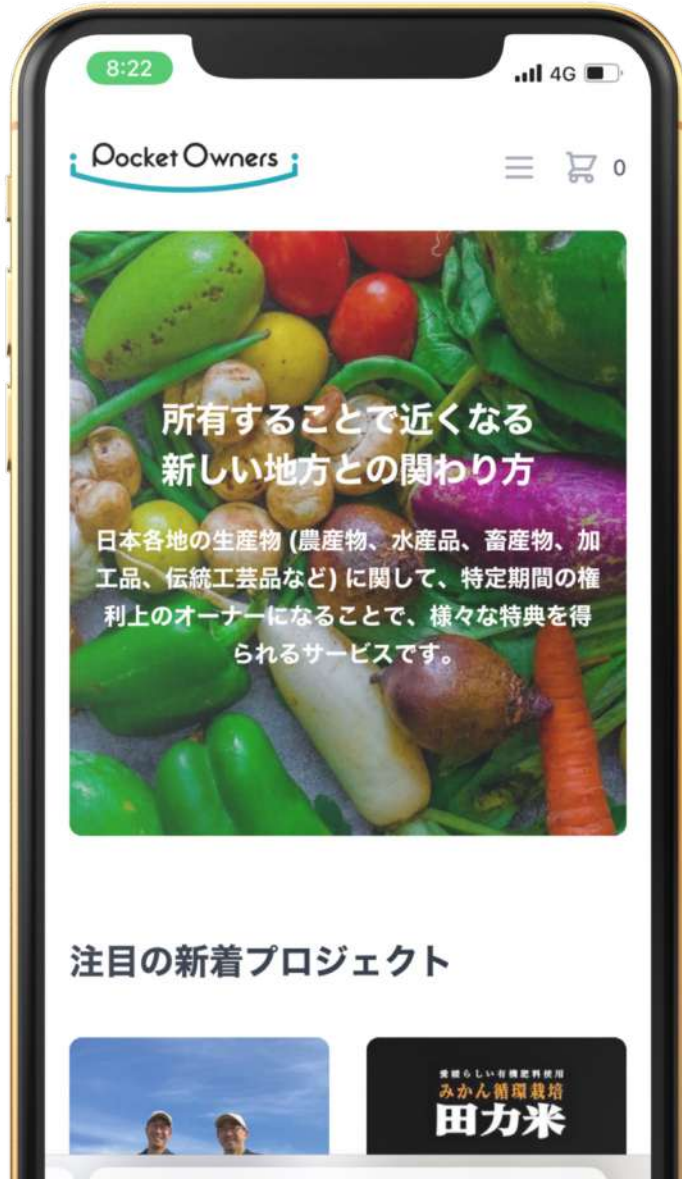 8:22
4G
Pocket Owners
0
所有することで近くなる
新しい地方との関わり方
日本各地の生産物 (農産物、水産品、畜産物、加
工品、伝統工芸品など) に関して、特定期間の権
利上のオーナーになることで、様々な特典を得
られるサービスです。
注目の新着プロジェクト
愛媛らしい有機肥料使用
みかん循環栽培
田力米